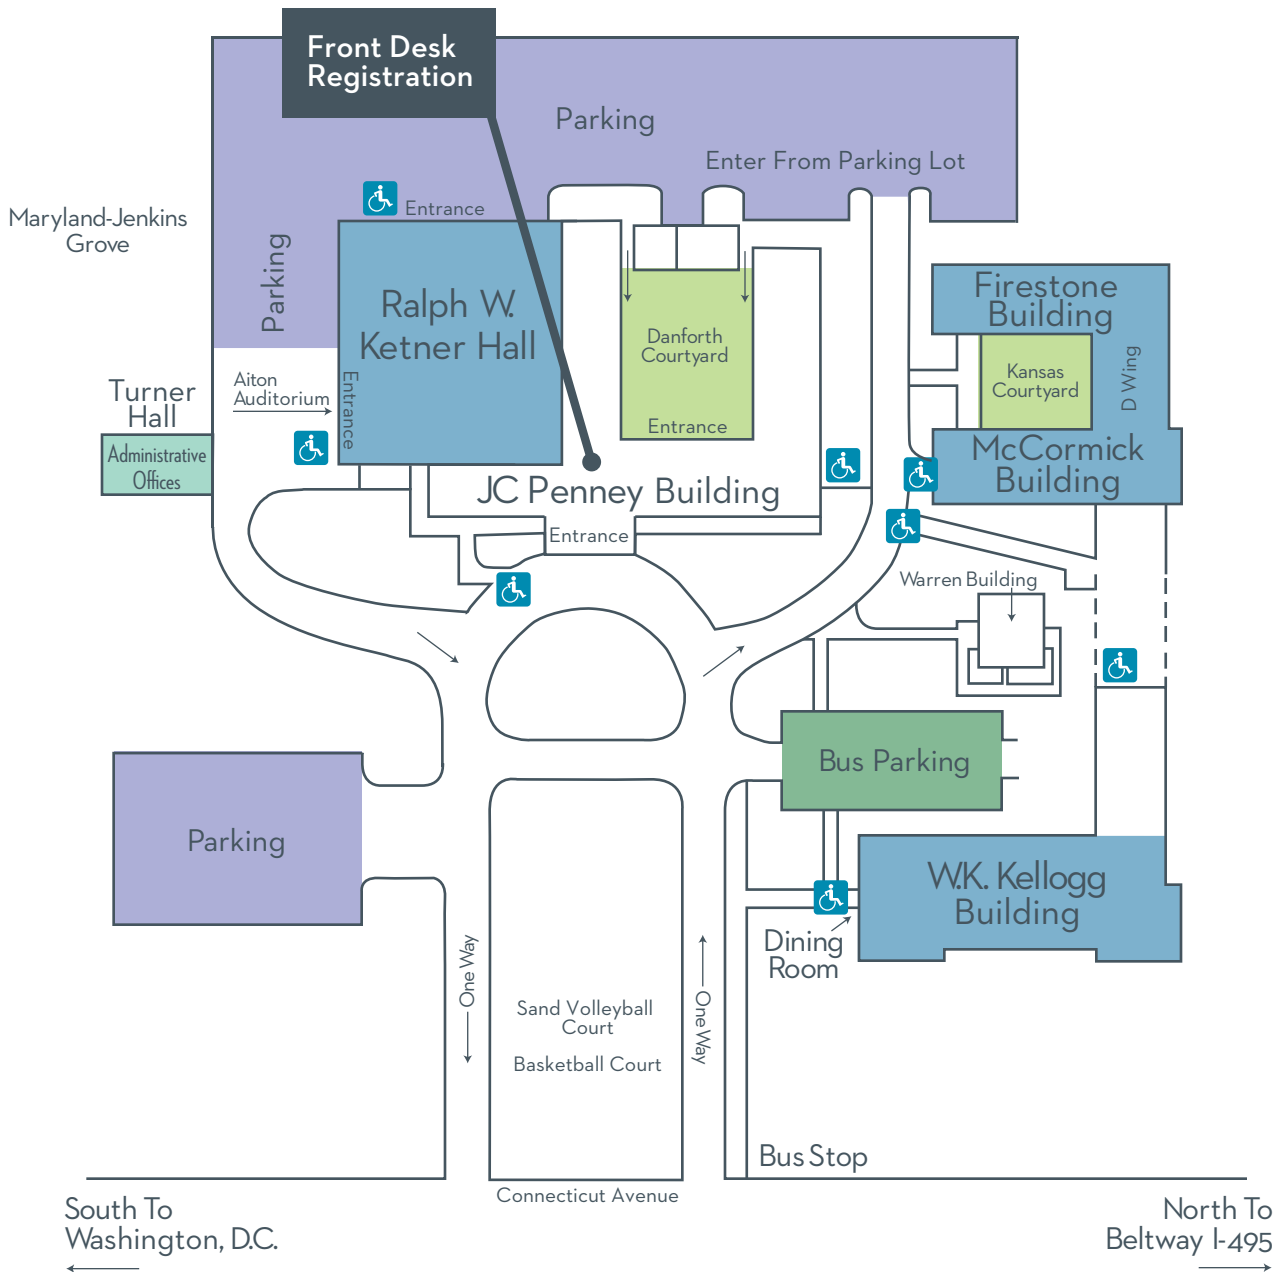 Front Desk
Registration
Parking
Enter From Parking Lot
Entrance
Maryland-Jenkins
Grove
Parking
Ralph W.
Ketner Hall
Firestone
Building
Danforth
Courtyard
Kansas
Courtyard
D Wing
Turner
Hall
Aiton
Auditorium
Entrance
Entrance
Administrative
Offices
McCormick
Building
JC Penney Building
Entrance
Warren Building
Bus Parking
Parking
W.K. Kellogg
Building
Dining
Room
One Way
One Way
Sand Volleyball
Court
Basketball Court
Bus Stop
Connecticut Avenue
South To
Washington, D.C.
North To
Beltway I-495